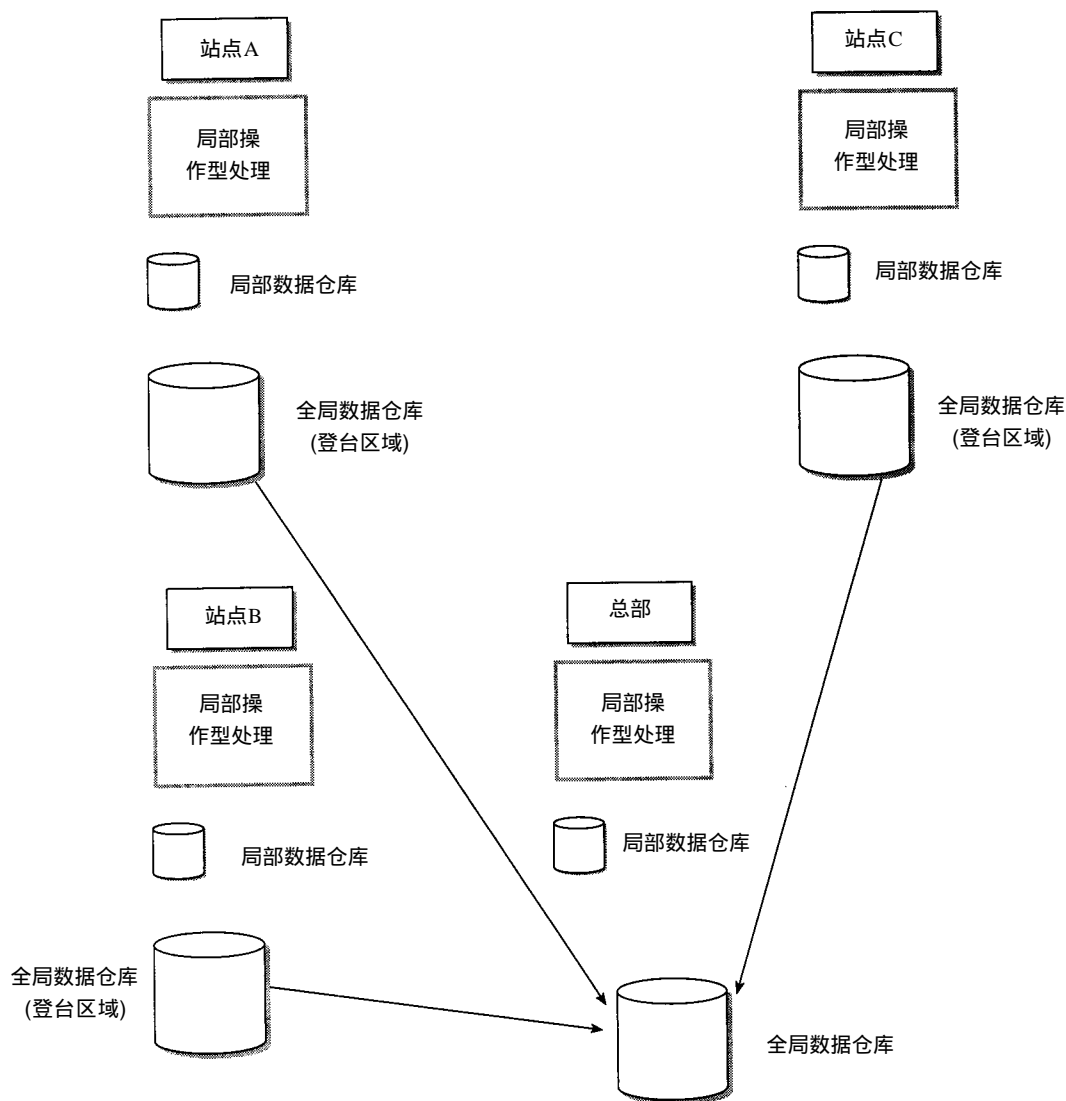 站点A
局部操
作型处理
局部数据仓库
全局数据仓库
(登台区域)
站点C
局部操
作型处理
局部数据仓库
全局数据仓库
(登台区域)
站点B
局部操
作型处理
局部数据仓库
全局数据仓库
(登台区域)
总部
局部操
作型处理
局部数据仓库
全局数据仓库